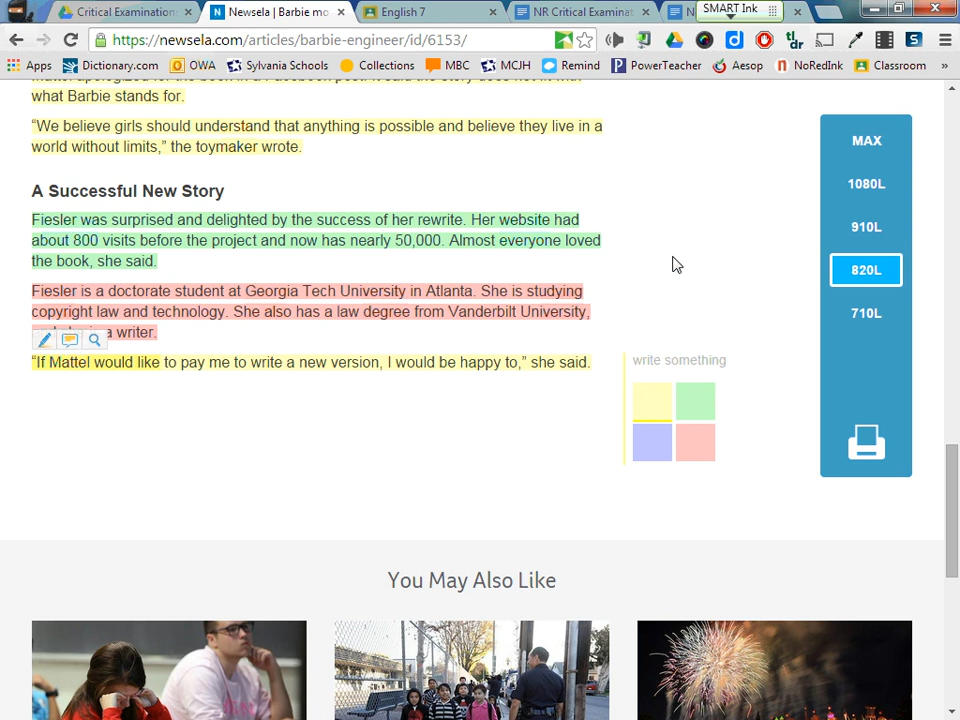 Critical Examination
Newsela | Barbie mo
English 7
NR Critical Examinat
N
SMART Ink
https://newsela.com/articles/barbie-engineer/id/6153/
Apps
Dictionary.com
OWA
Sylvania Schools
Collections
MBC
MCJH
Remind
PowerTeacher
Aesop
NoRedInk
Classroom
»
what Barbie stands for.
“We believe girls should understand that anything is possible and believe they live in a
world without limits,” the toymaker wrote.
A Successful New Story
Fiesler was surprised and delighted by the success of her rewrite. Her website had
about 800 visits before the project and now has nearly 50,000. Almost everyone loved
the book, she said.
Fiesler is a doctorate student at Georgia Tech University in Atlanta. She is studying
copyright law and technology. She also has a law degree from Vanderbilt University,
a writer.
“If Mattel would like to pay me to write a new version, I would be happy to,” she said.
write something
MAX
1080L
910L
820L
710L
You May Also Like